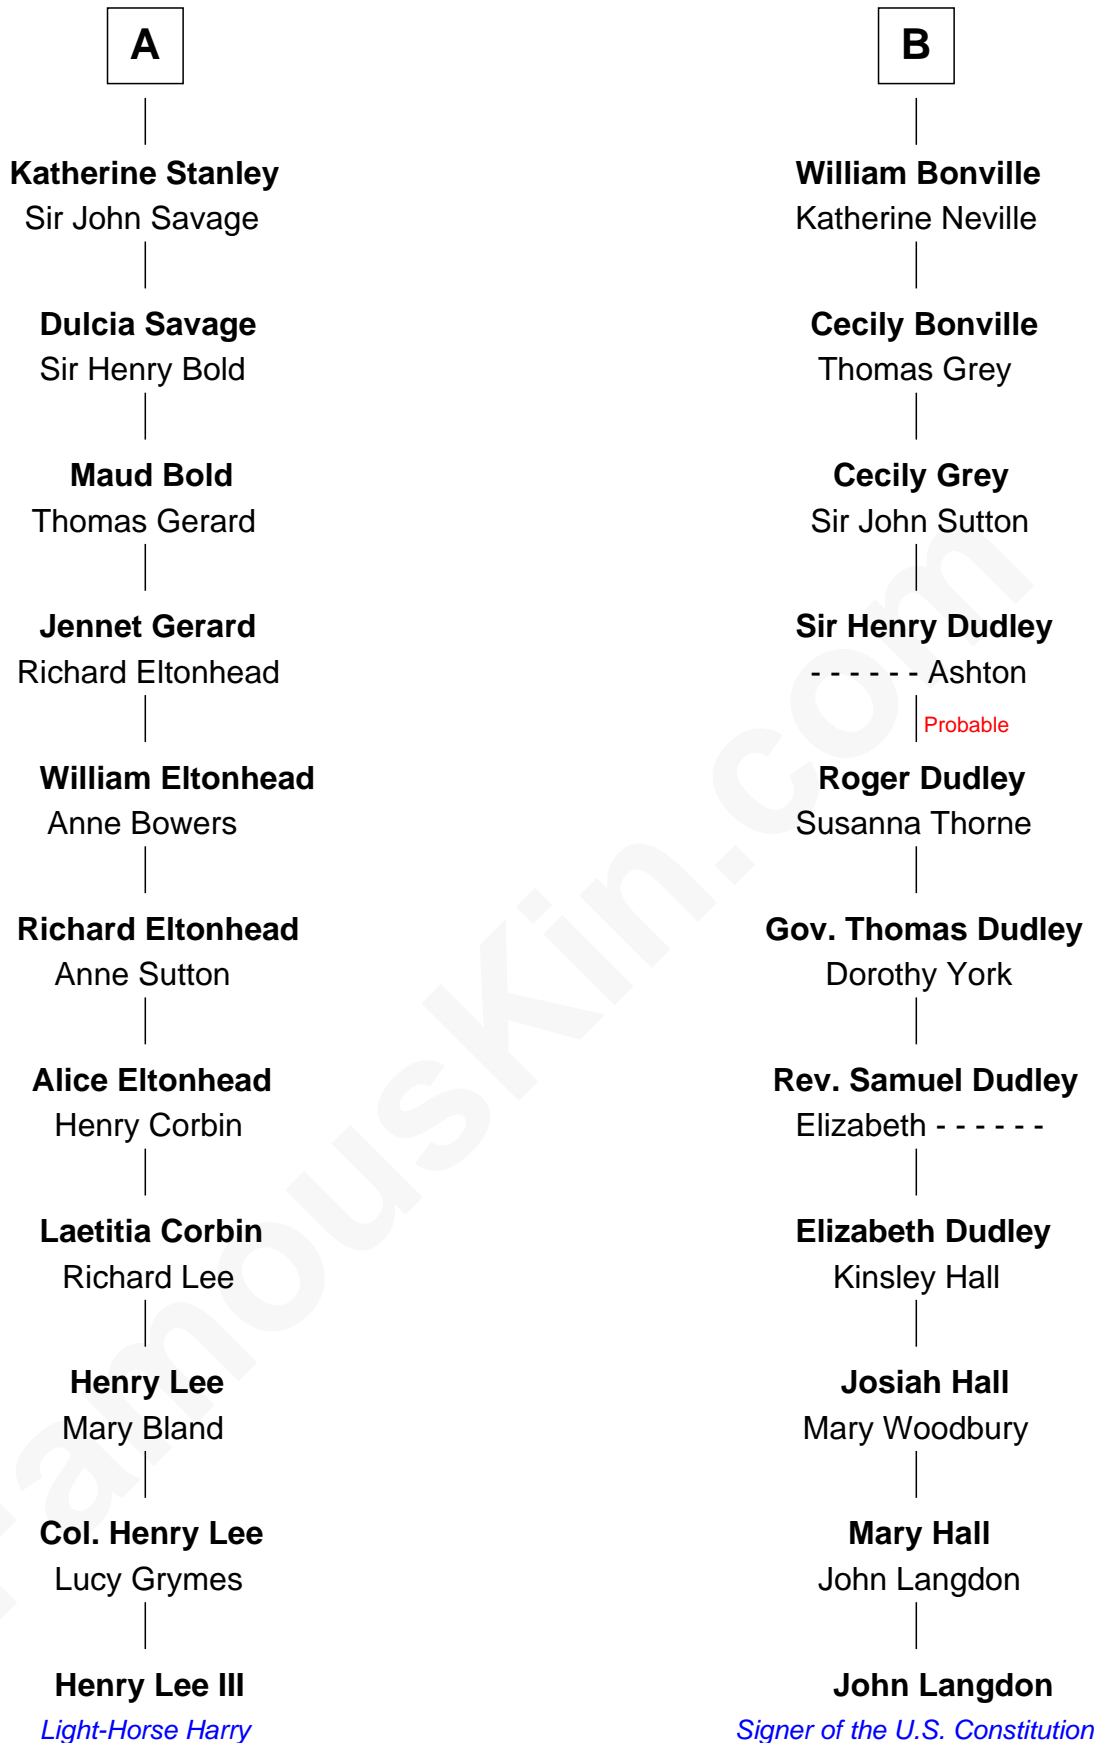 A
Katherine Stanley
Sir John Savage
Dulcia Savage
Sir Henry Bold
Maud Bold
Thomas Gerard
Jennet Gerard
Richard Eltonhead
William Eltonhead
Anne Bowers
Richard Eltonhead
Anne Sutton
Alice Eltonhead
Henry Corbin
Laetitia Corbin
Richard Lee
Henry Lee
Mary Bland
Col. Henry Lee
Lucy Grymes
Henry Lee III
Light-Horse Harry
B
William Bonville
Katherine Neville
Cecily Bonville
Thomas Grey
Cecily Grey
Sir John Sutton
Sir Henry Dudley
- - - - - - Ashton
Probable
Roger Dudley
Susanna Thorne
Gov. Thomas Dudley
Dorothy York
Rev. Samuel Dudley
Elizabeth - - - - - -
Elizabeth Dudley
Kinsley Hall
Josiah Hall
Mary Woodbury
Mary Hall
John Langdon
John Langdon
Signer of the U.S. Constitution
FamousKin.com